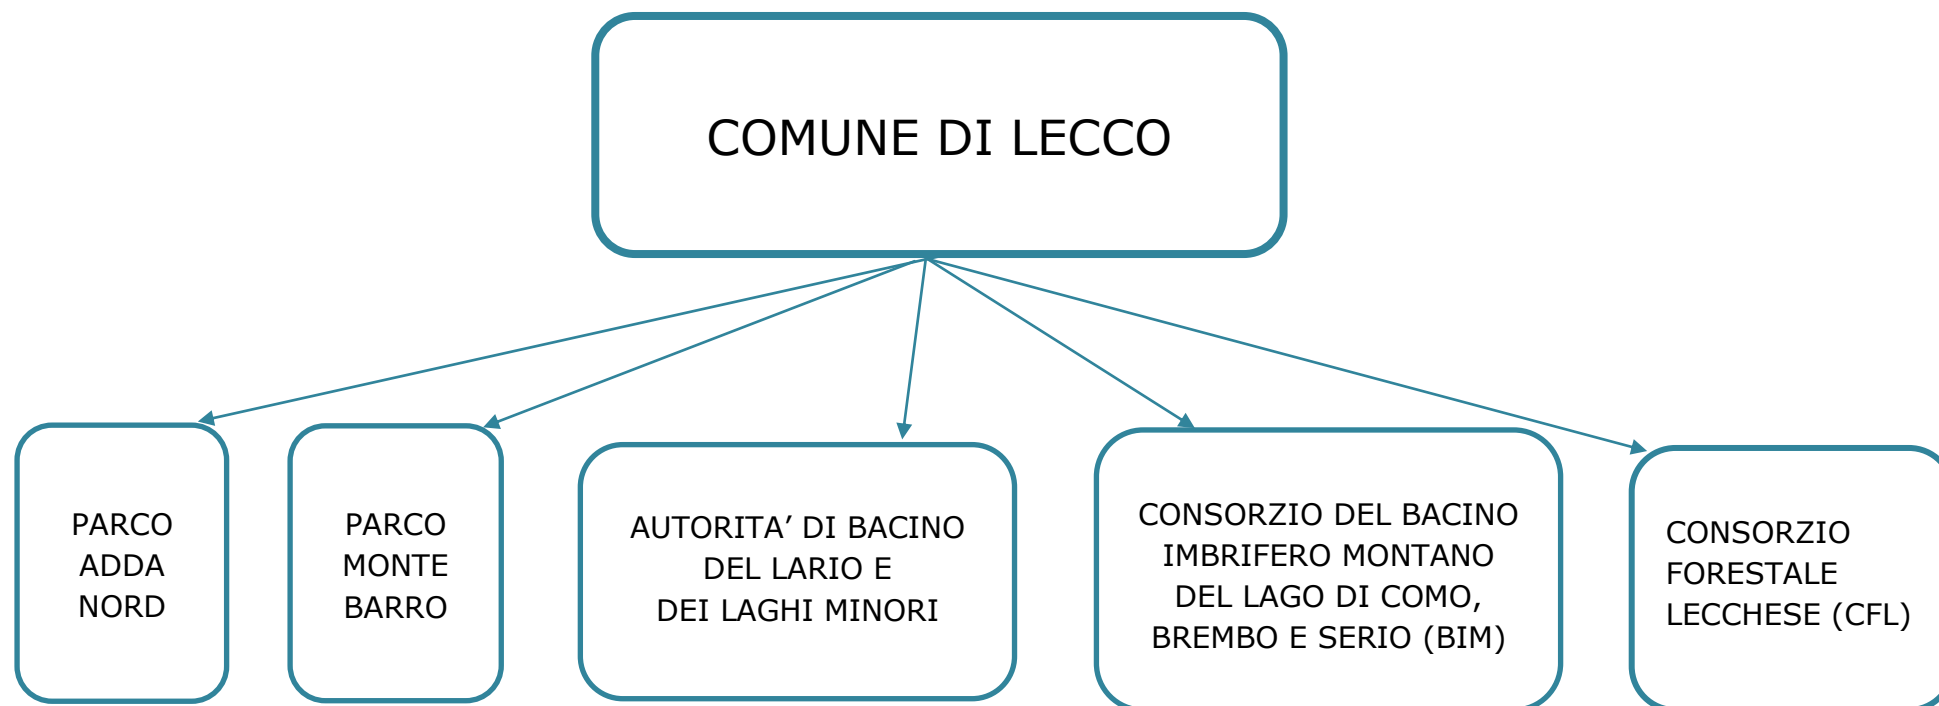 COMUNE DI LECCO
PARCO
ADDA
NORD
PARCO
MONTE
BARRO
AUTORITA’ DI BACINO
DEL LARIO E
DEI LAGHI MINORI
CONSORZIO DEL BACINO
IMBRIFERO MONTANO
DEL LAGO DI COMO,
BREMBO E SERIO (BIM)
CONSORZIO
FORESTALE
LECCHESE (CFL)